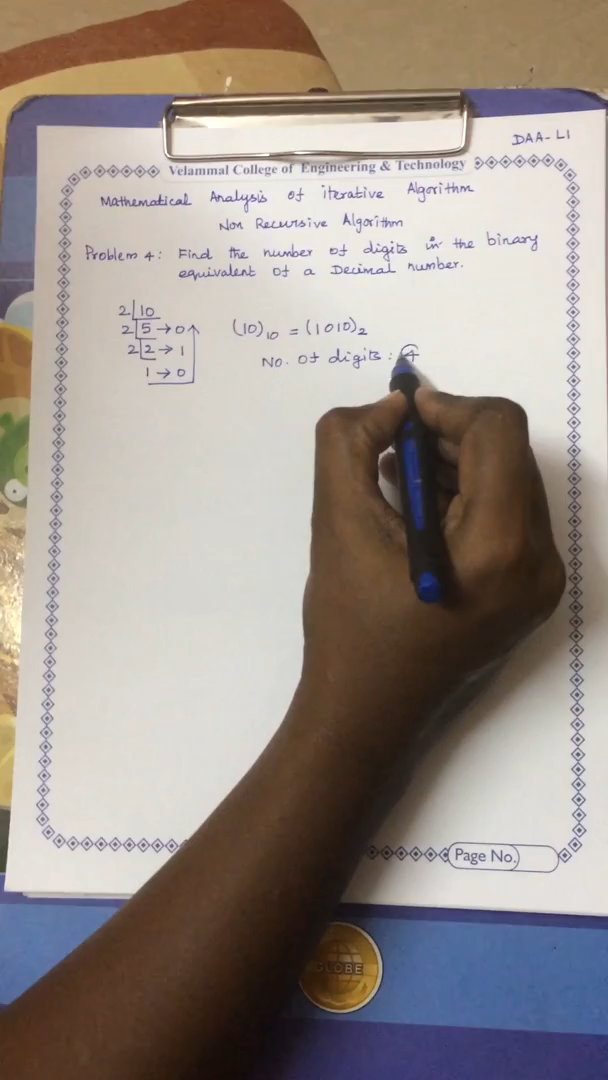 DAA-L1
Velammal College of Engineering & Technology
Mathematical Analysis of iterative Algorithm
Non Recursive Algorithm
Problem 4: Find the number of digits in the binary
equivalent of a Decimal number.
2 10
2 5 → 0
2 2 → 1
1 → 0
(10)₁₀ = (1010)₂
No. of digits: 4
Page No.
GLOBE